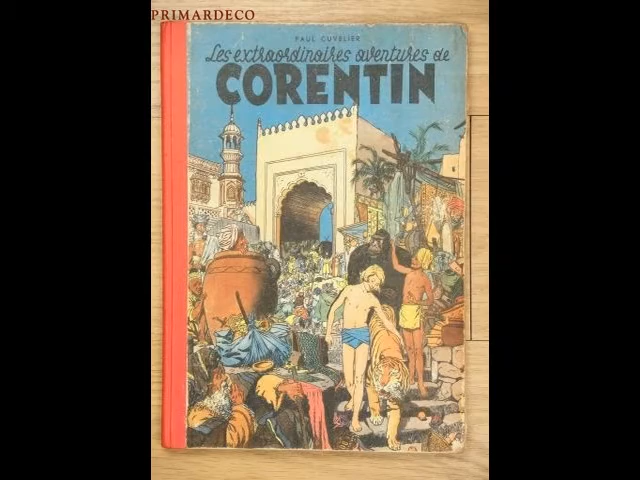 PRIMARDECO
PAUL CUVELIER
Les extraordinaires aventures de
CORENTIN